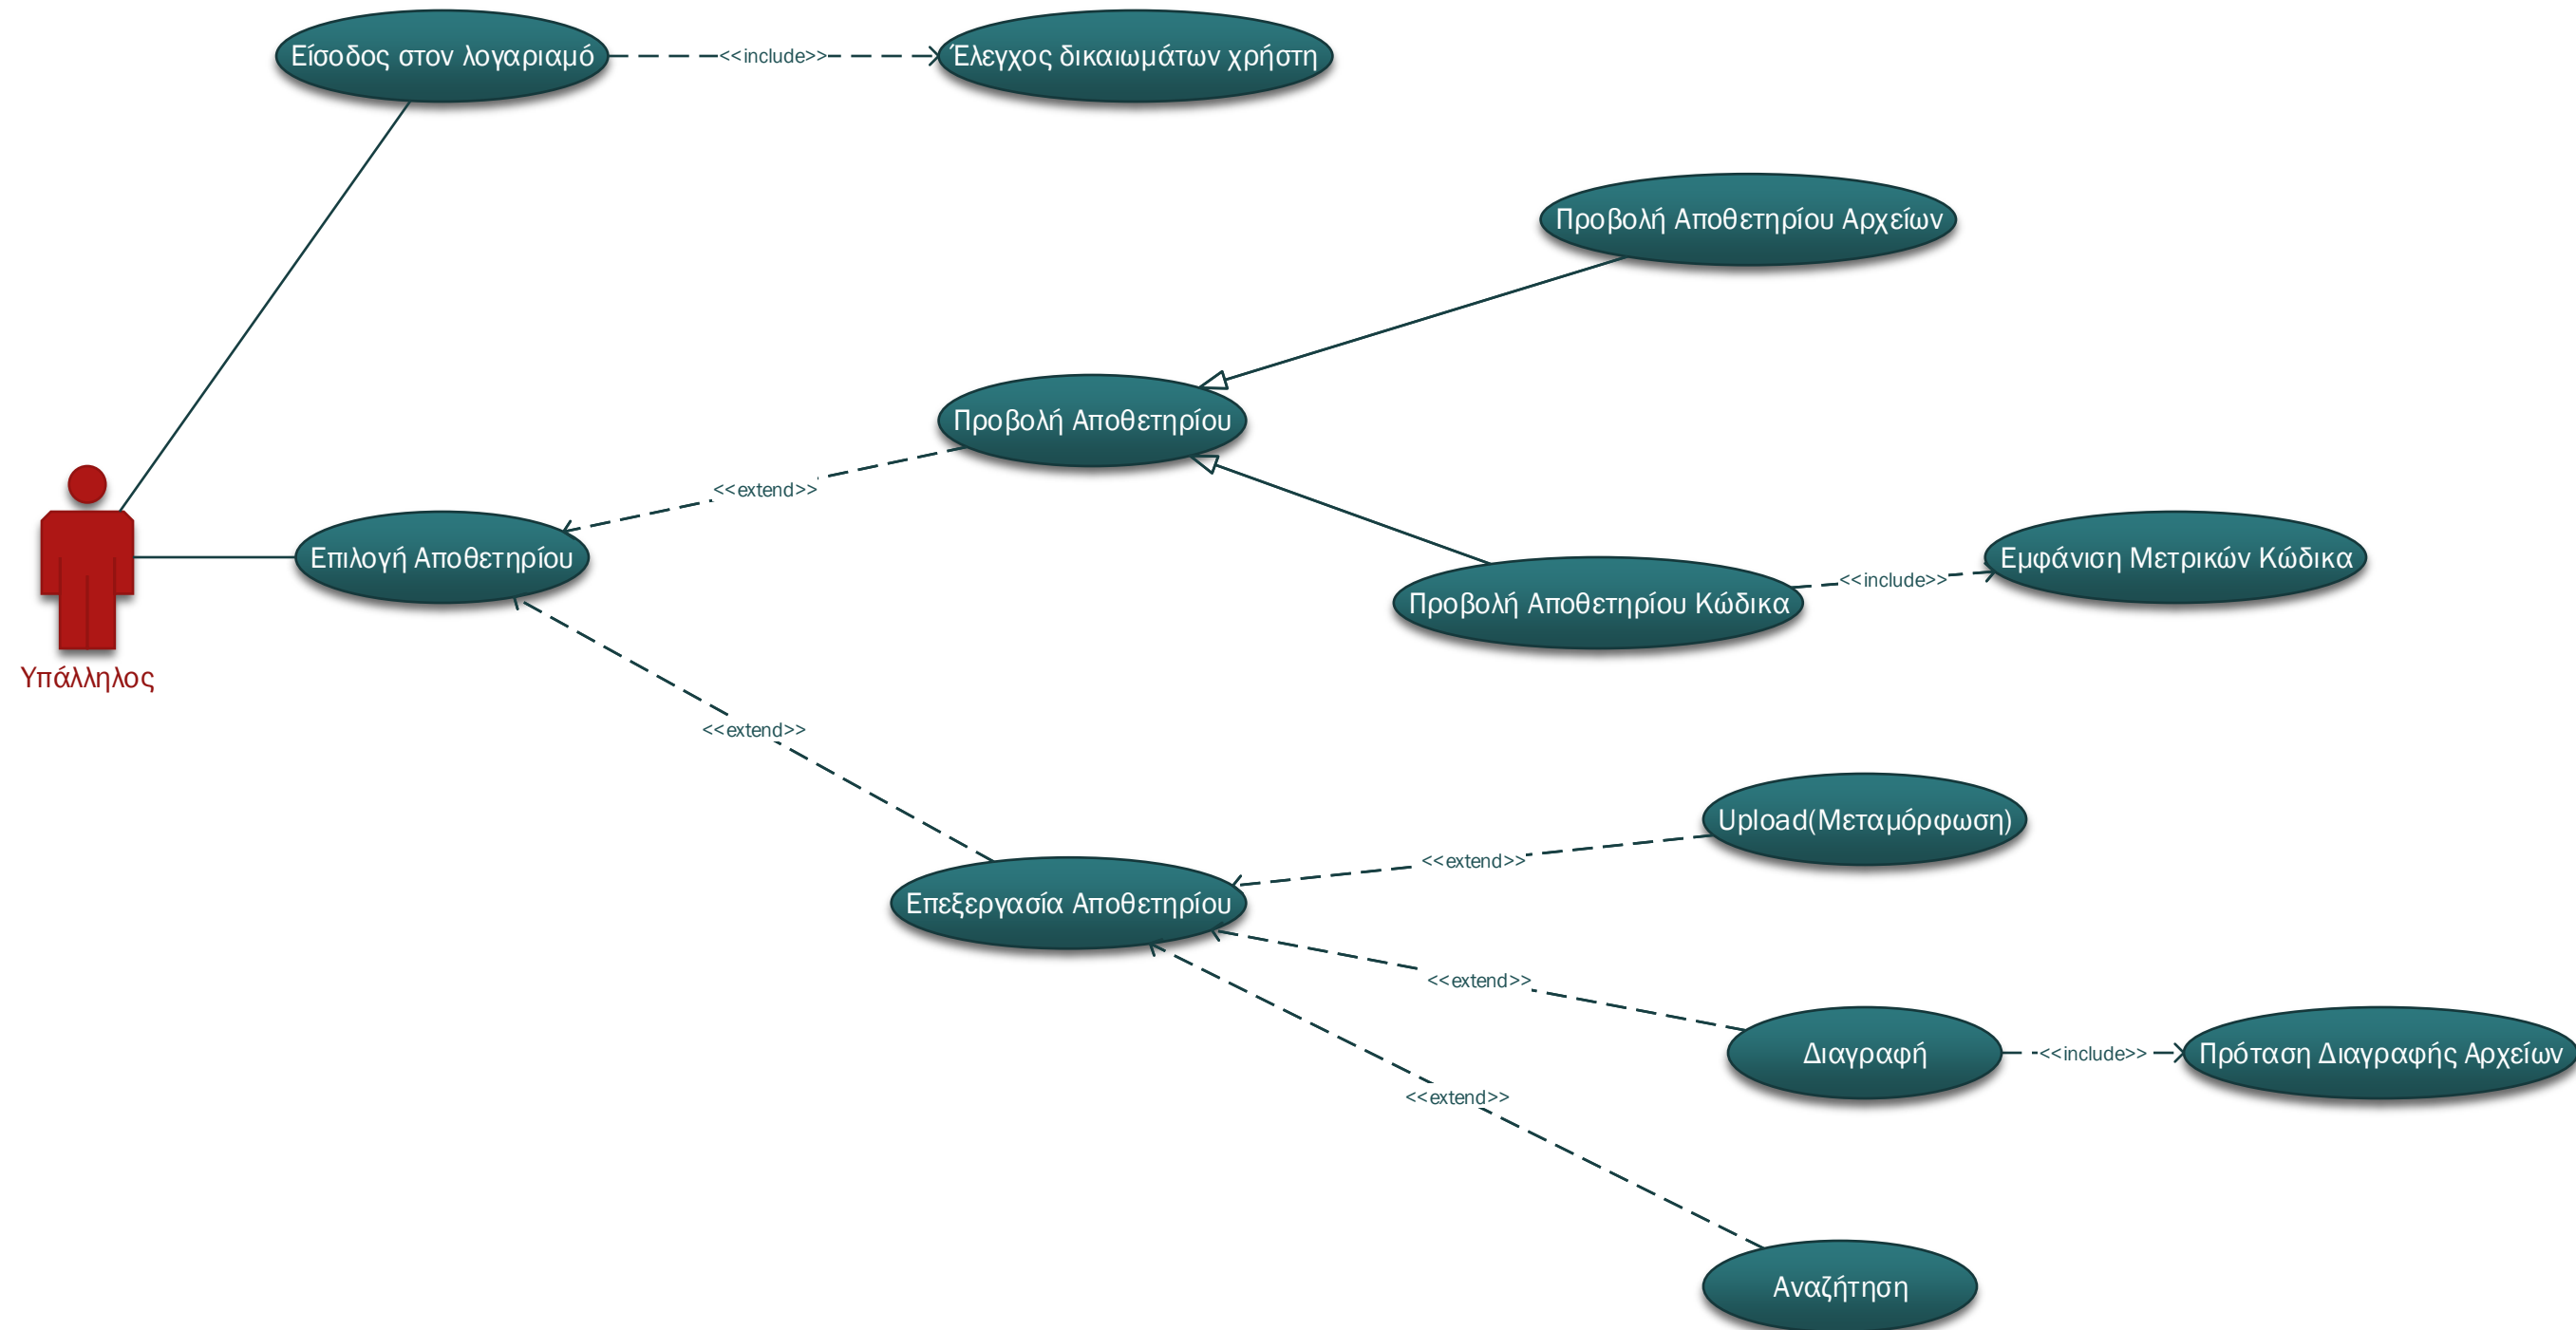 Είσοδος στον λογαριασμό
<<include>>
Έλεγχος δικαιωμάτων χρήστη
Προβολή Αποθετηρίου Αρχείων
Προβολή Αποθετηρίου
<<extend>>
Επιλογή Αποθετηρίου
Εμφάνιση Μετρικών Κώδικα
<<include>>
Προβολή Αποθετηρίου Κώδικα
Υπάλληλος
<<extend>>
Upload(Μεταμόρφωση)
<<extend>>
Επεξεργασία Αποθετηρίου
<<extend>>
Διαγραφή
<<include>>
Πρόταση Διαγραφής Αρχείων
<<extend>>
Αναζήτηση